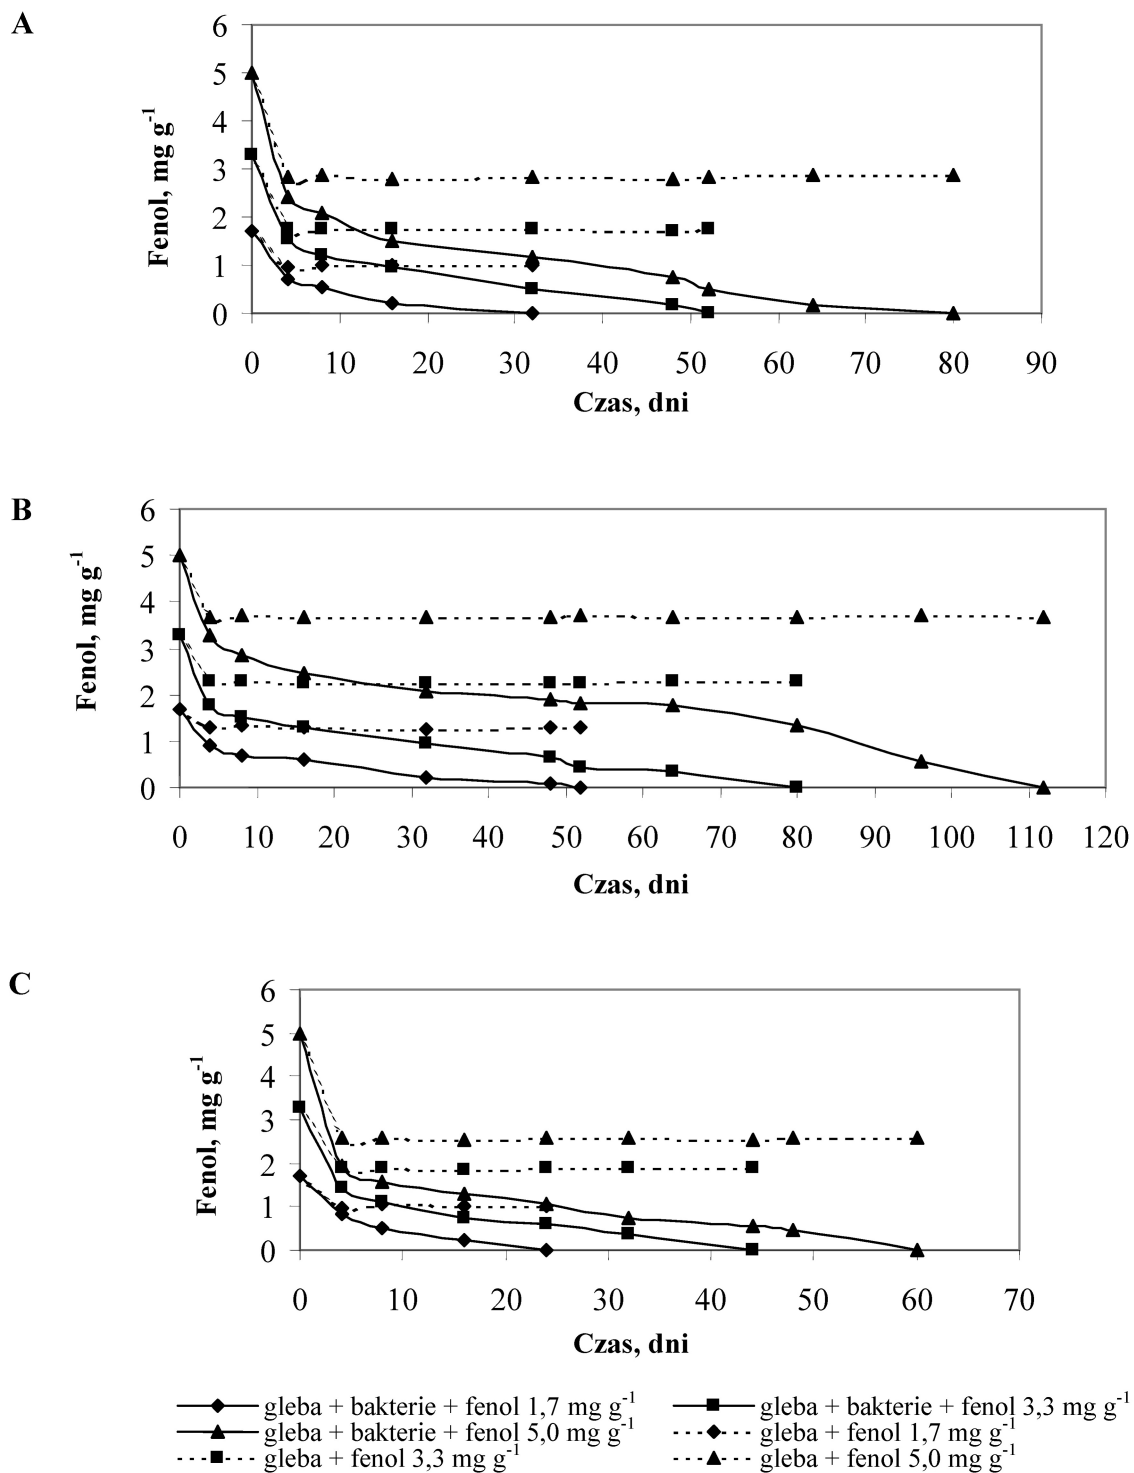 A
6
5
4
3
2
1
0
Fenol, mg g-1
0 10 20 30 40 50 60 70 80 90
Czas, dni
B
6
5
4
3
2
1
0
Fenol, mg g-1
0 10 20 30 40 50 60 70 80 90 100 110 120
Czas, dni
C
6
5
4
3
2
1
0
Fenol, mg g-1
0 10 20 30 40 50 60 70
Czas, dni
gleba + bakterie + fenol 1,7 mg g-1 gleba + bakterie + fenol 3,3 mg g-1
gleba + bakterie + fenol 5,0 mg g-1 gleba + fenol 1,7 mg g-1
gleba + fenol 3,3 mg g-1 gleba + fenol 5,0 mg g-1